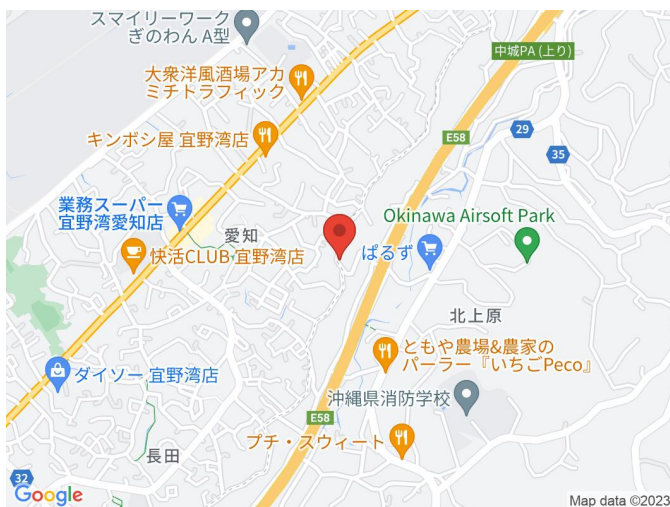 スマイリーワーク
ぎのわん A型
中城PA (上り)
大衆洋風酒場アカ
ミチトラフィック
29
E58
35
キンボシ屋 宜野湾店
業務スーパー
宜野湾愛知店
Okinawa Airsoft Park
愛知
ぱるず
快活CLUB 宜野湾店
北上原
ともや農場&農家の
パーラー『いちごPeco』
ダイソー 宜野湾店
沖縄県消防学校
E58
プチ・スウィート
長田
32
Google
Map data ©2023